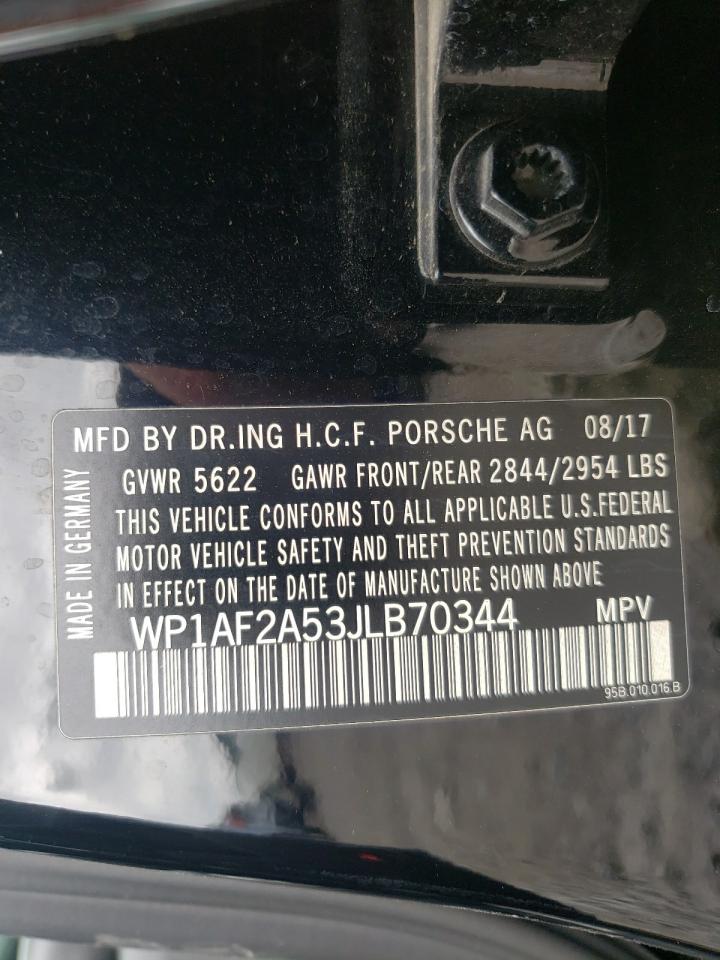 MFD BY DR.ING H.C.F. PORSCHE AG 08/17
GVWR 5622 GAWR FRONT/REAR 2844/2954 LBS
THIS VEHICLE CONFORMS TO ALL APPLICABLE U.S.FEDERAL
MOTOR VEHICLE SAFETY AND THEFT PREVENTION STANDARDS
IN EFFECT ON THE DATE OF MANUFACTURE SHOWN ABOVE
WP1AF2A53JLB70344 MPV
95B.010.016.B
MADE IN GERMANY